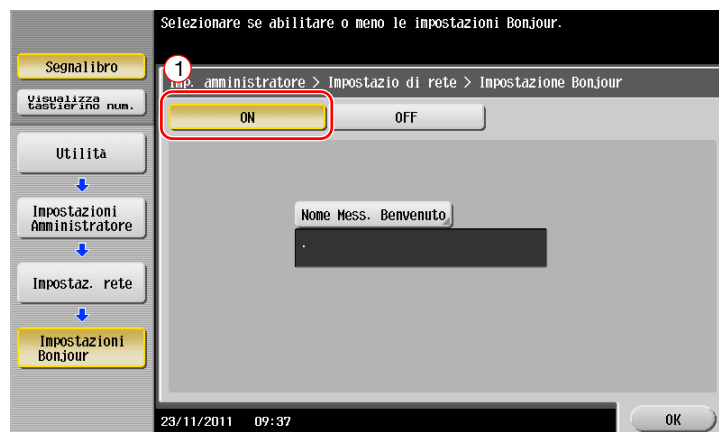 Selezionare se abilitare o meno le impostazioni Bonjour.
Segnalibro
1
Imp. amministratore > Impostazio di rete > Impostazione Bonjour
Visualizza
tastierino num.
ON
OFF
Utilità
Impostazioni
Amministratore
Nome Mess. Benvenuto
.
Impostaz. rete
Impostazioni
Bonjour
23/11/2011 09:37
OK